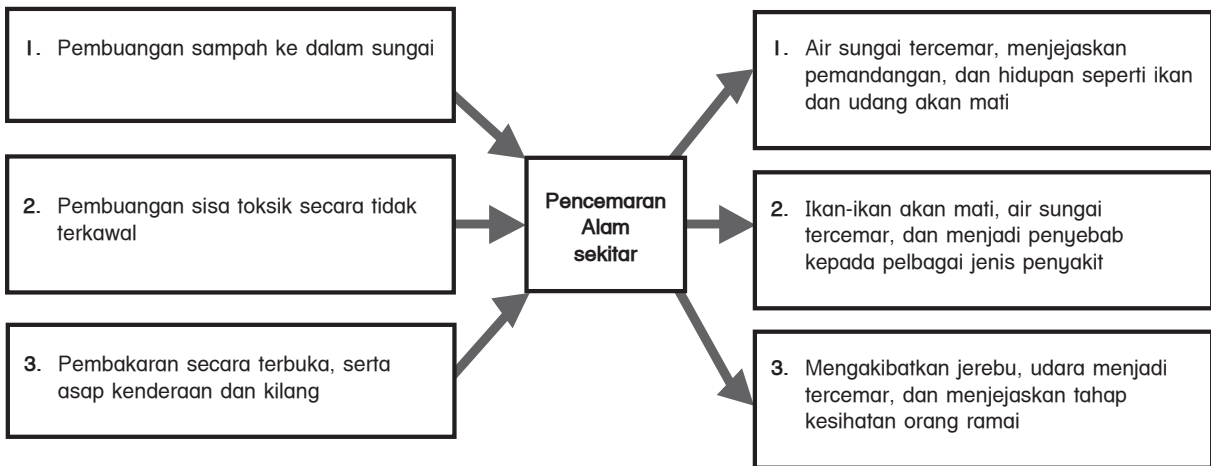 1. Pembuangan sampah ke dalam sungai
2. Pembuangan sisa toksik secara tidak
terkawal
3. Pembakaran secara terbuka, serta
asap kenderaan dan kilang
Pencemaran
Alam
sekitar
1. Air sungai tercemar, menjejaskan
pemandangan, dan hidupan seperti ikan
dan udang akan mati
2. Ikan-ikan akan mati, air sungai
tercemar, dan menjadi penyebab
kepada pelbagai jenis penyakit
3. Mengakibatkan jerebu, udara menjadi
tercemar, dan menjejaskan tahap
kesihatan orang ramai